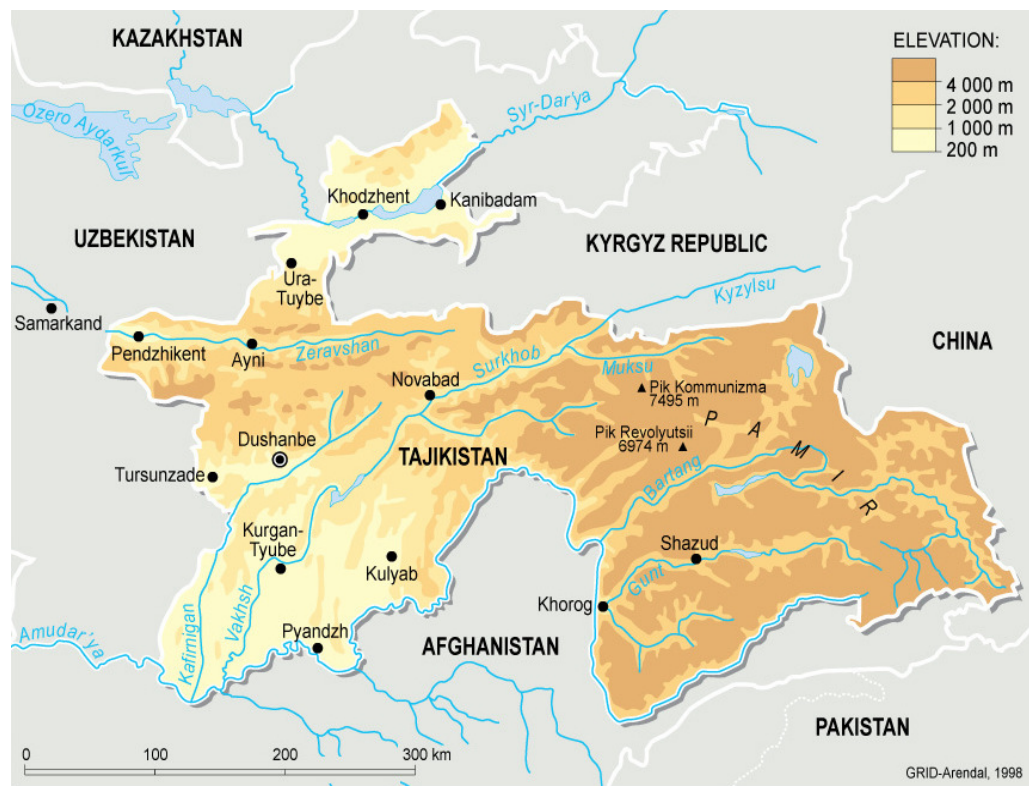 KAZAKHSTAN
ELEVATION:
4 000 m
2 000 m
1 000 m
200 m
Ozero Aydarkul'
Syr-Dar'ya
Khodzhent
Kanibadam
UZBEKISTAN
KYRGYZ REPUBLIC
Ura-
Tuybe
Kyzylsu
Samarkand
Pendzhikent
Ayni
Zeravshan
CHINA
Surkhob
Muksu
Novabad
Pik Kommunizma
7495 m
PAMIR
Pik Revolyutsii
6974 m
Dushanbe
TAJIKISTAN
Tursunzade
Bartang
Kurgan-
Tyube
Kulyab
Shazud
Gunt
Khorog
Kafirnigan
Vakhsh
Pyandzh
Amudar'ya
AFGHANISTAN
PAKISTAN
0 100 200 300 km
GRID-Arendal, 1998